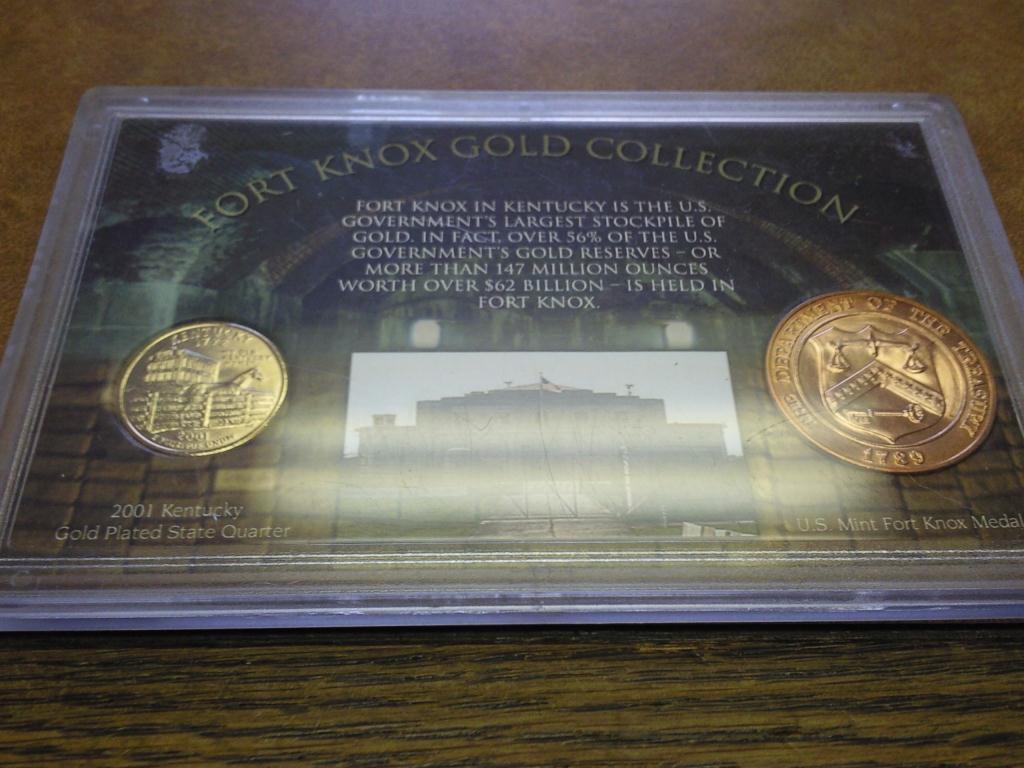 FORT KNOX GOLD COLLECTION
FORT KNOX IN KENTUCKY IS THE U.S.
GOVERNMENT'S LARGEST STOCKPILE OF
GOLD. IN FACT, OVER 56% OF THE U.S.
GOVERNMENT'S GOLD RESERVES – OR
MORE THAN 147 MILLION OUNCES
WORTH OVER $62 BILLION – IS HELD IN
FORT KNOX.
KENTUCKY
2001
THE DEPARTMENT OF THE TREASURY
1789
2001 Kentucky
Gold Plated State Quarter
U.S. Mint Fort Knox Medal